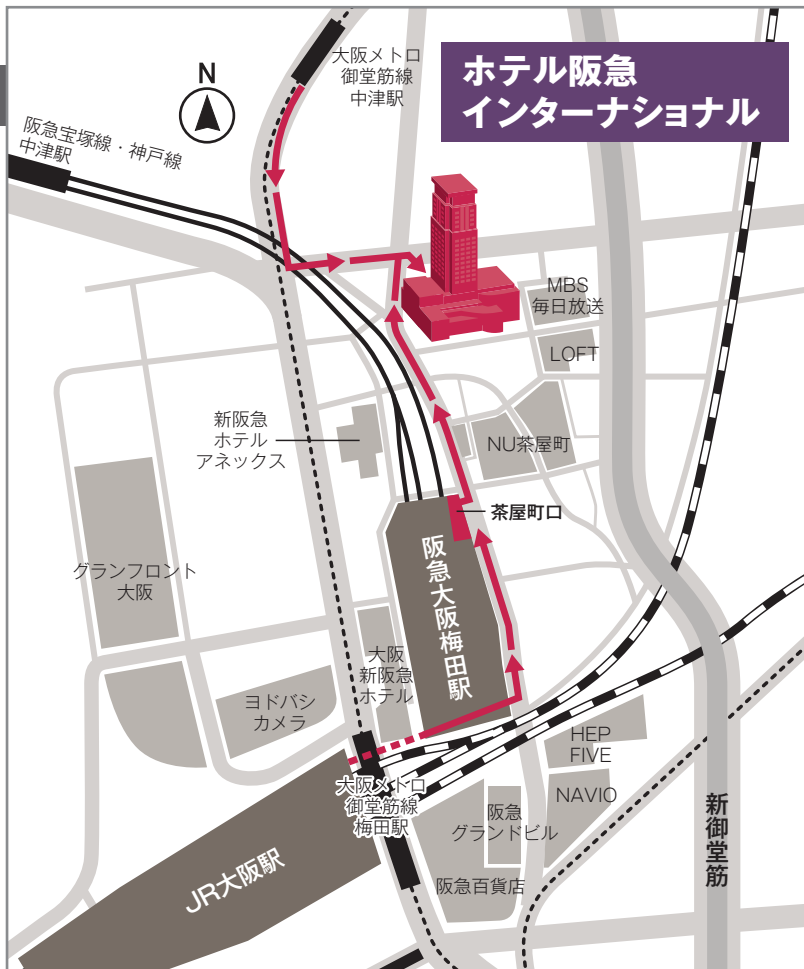 大阪メトロ
御堂筋線
中津駅
ホテル阪急
インターナショナル
N
阪急宝塚線・神戸線
中津駅
MBS
毎日放送
LOFT
新阪急
ホテル
アネックス
NU茶屋町
茶屋町口
グランフロント
大阪
阪急大阪梅田駅
大阪
新阪急
ホテル
ヨドバシ
カメラ
HEP
FIVE
大阪メトロ
御堂筋線
梅田駅
NAVIO
阪急
グランドビル
新御堂筋
JR大阪駅
阪急百貨店